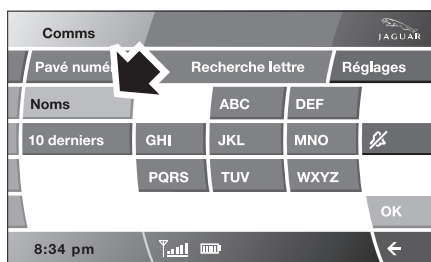 Comms JAGUAR
Pavé numé Recherche lettre Réglages
Noms ABC DEF
10 derniers GHI JKL MNO
PQRS TUV WXYZ
OK
8:34 pm